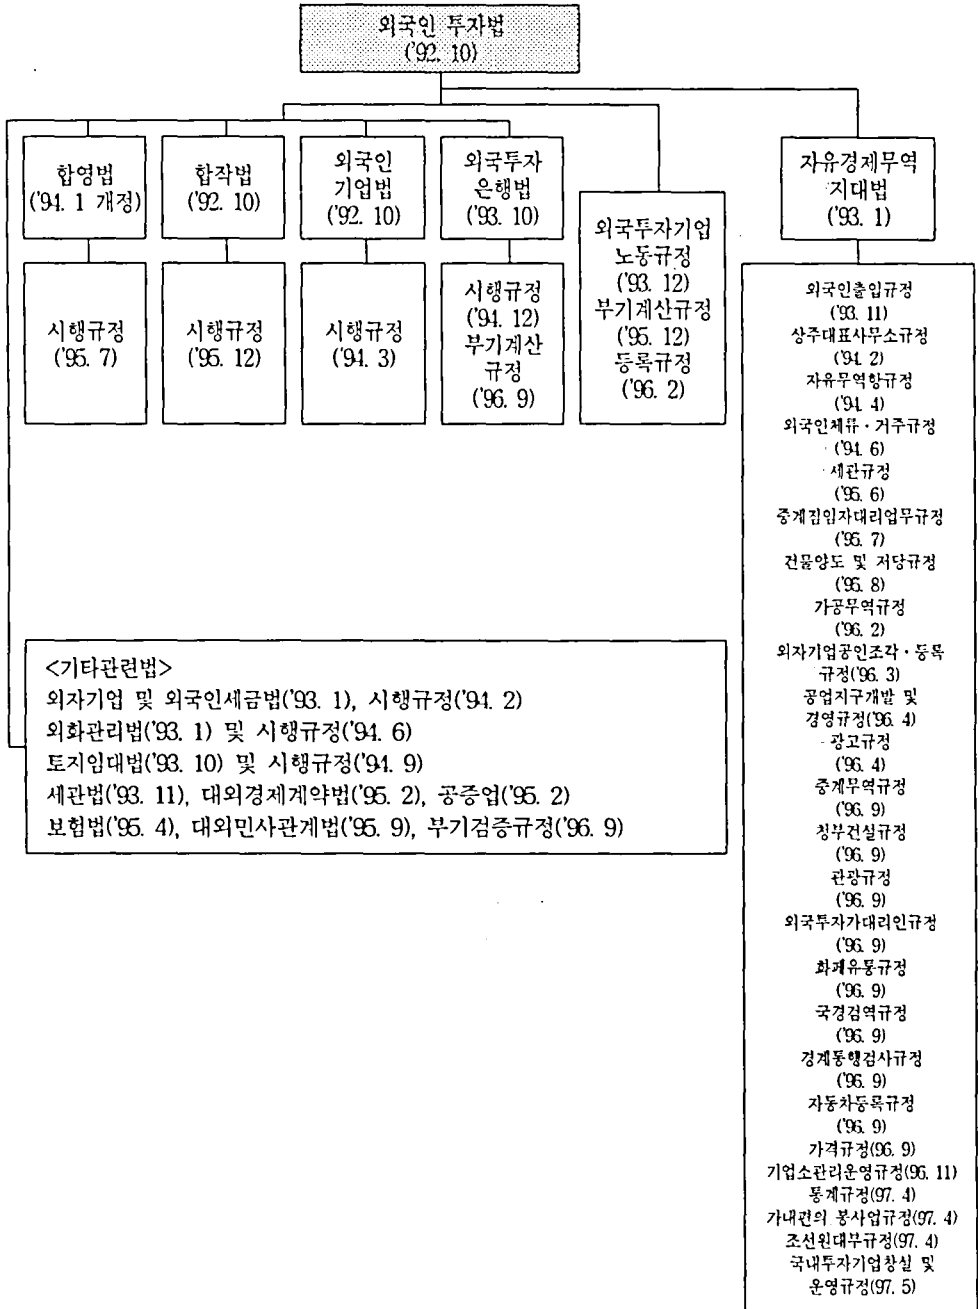 외국인 투자법
('92. 10)
합영법
('94. 1 개정)
합작법
('92. 10)
외국인
기업법
('92. 10)
외국투자
은행법
('93. 10)
외국투자기업
노동규정
('93. 12)
부기계산규정
('95. 12)
등록규정
('96. 2)
자유경제무역
지대법
('93. 1)
시행규정
('95. 7)
시행규정
('95. 12)
시행규정
('94. 3)
시행규정
('94. 12)
부기계산
규정
('96. 9)
외국인출입규정
('93. 11)
상주대표사무소규정
('94. 2)
자유무역항규정
('94. 4)
외국인체류·거주규정
('94. 6)
세관규정
('95. 6)
중계짐임자대리업무규정
('95. 7)
건물양도 및 저당규정
('95. 8)
가공무역규정
('96. 2)
외자기업공인조각·등록
규정('96. 3)
공업지구개발 및
경영규정('96. 4)
광고규정
('96. 4)
중계무역규정
('96. 9)
청부건설규정
('96. 9)
관광규정
('96. 9)
외국투자가대리인규정
('96. 9)
화폐유통규정
('96. 9)
국경검역규정
('96. 9)
경계통행검사규정
('96. 9)
자동차등록규정
('96. 9)
가격규정(96. 9)
기업소관리운영규정(96. 11)
통계규정(97. 4)
가내편의 봉사업규정(97. 4)
조선원대부규정(97. 4)
국내투자기업창설 및
운영규정(97. 5)
<기타관련법>
외자기업 및 외국인세금법('93. 1), 시행규정('94. 2)
외화관리법('93. 1) 및 시행규정('94. 6)
토지임대법('93. 10) 및 시행규정('94. 9)
세관법('93. 11), 대외경제계약법('95. 2), 공증업('95. 2)
보험법('95. 4), 대외민사관계법('95. 9), 부기검증규정('96. 9)